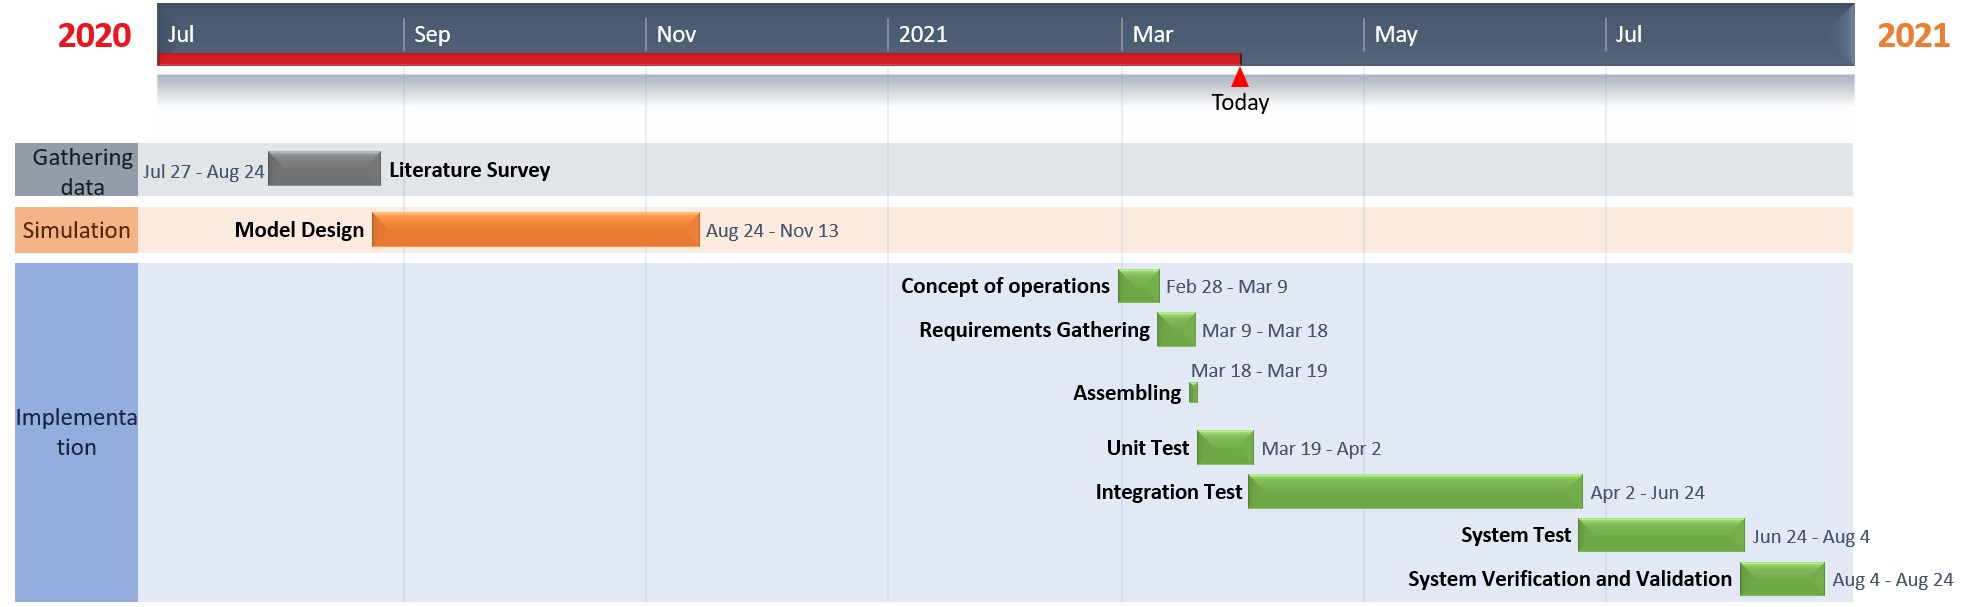 2020
Jul
Sep
Nov
2021
Mar
May
Jul
2021
Today
Gathering
data
Jul 27 - Aug 24
Literature Survey
Simulation
Model Design
Aug 24 - Nov 13
Implementa
tion
Concept of operations
Feb 28 - Mar 9
Requirements Gathering
Mar 9 - Mar 18
Mar 18 - Mar 19
Assembling
Unit Test
Mar 19 - Apr 2
Integration Test
Apr 2 - Jun 24
System Test
Jun 24 - Aug 4
System Verification and Validation
Aug 4 - Aug 24